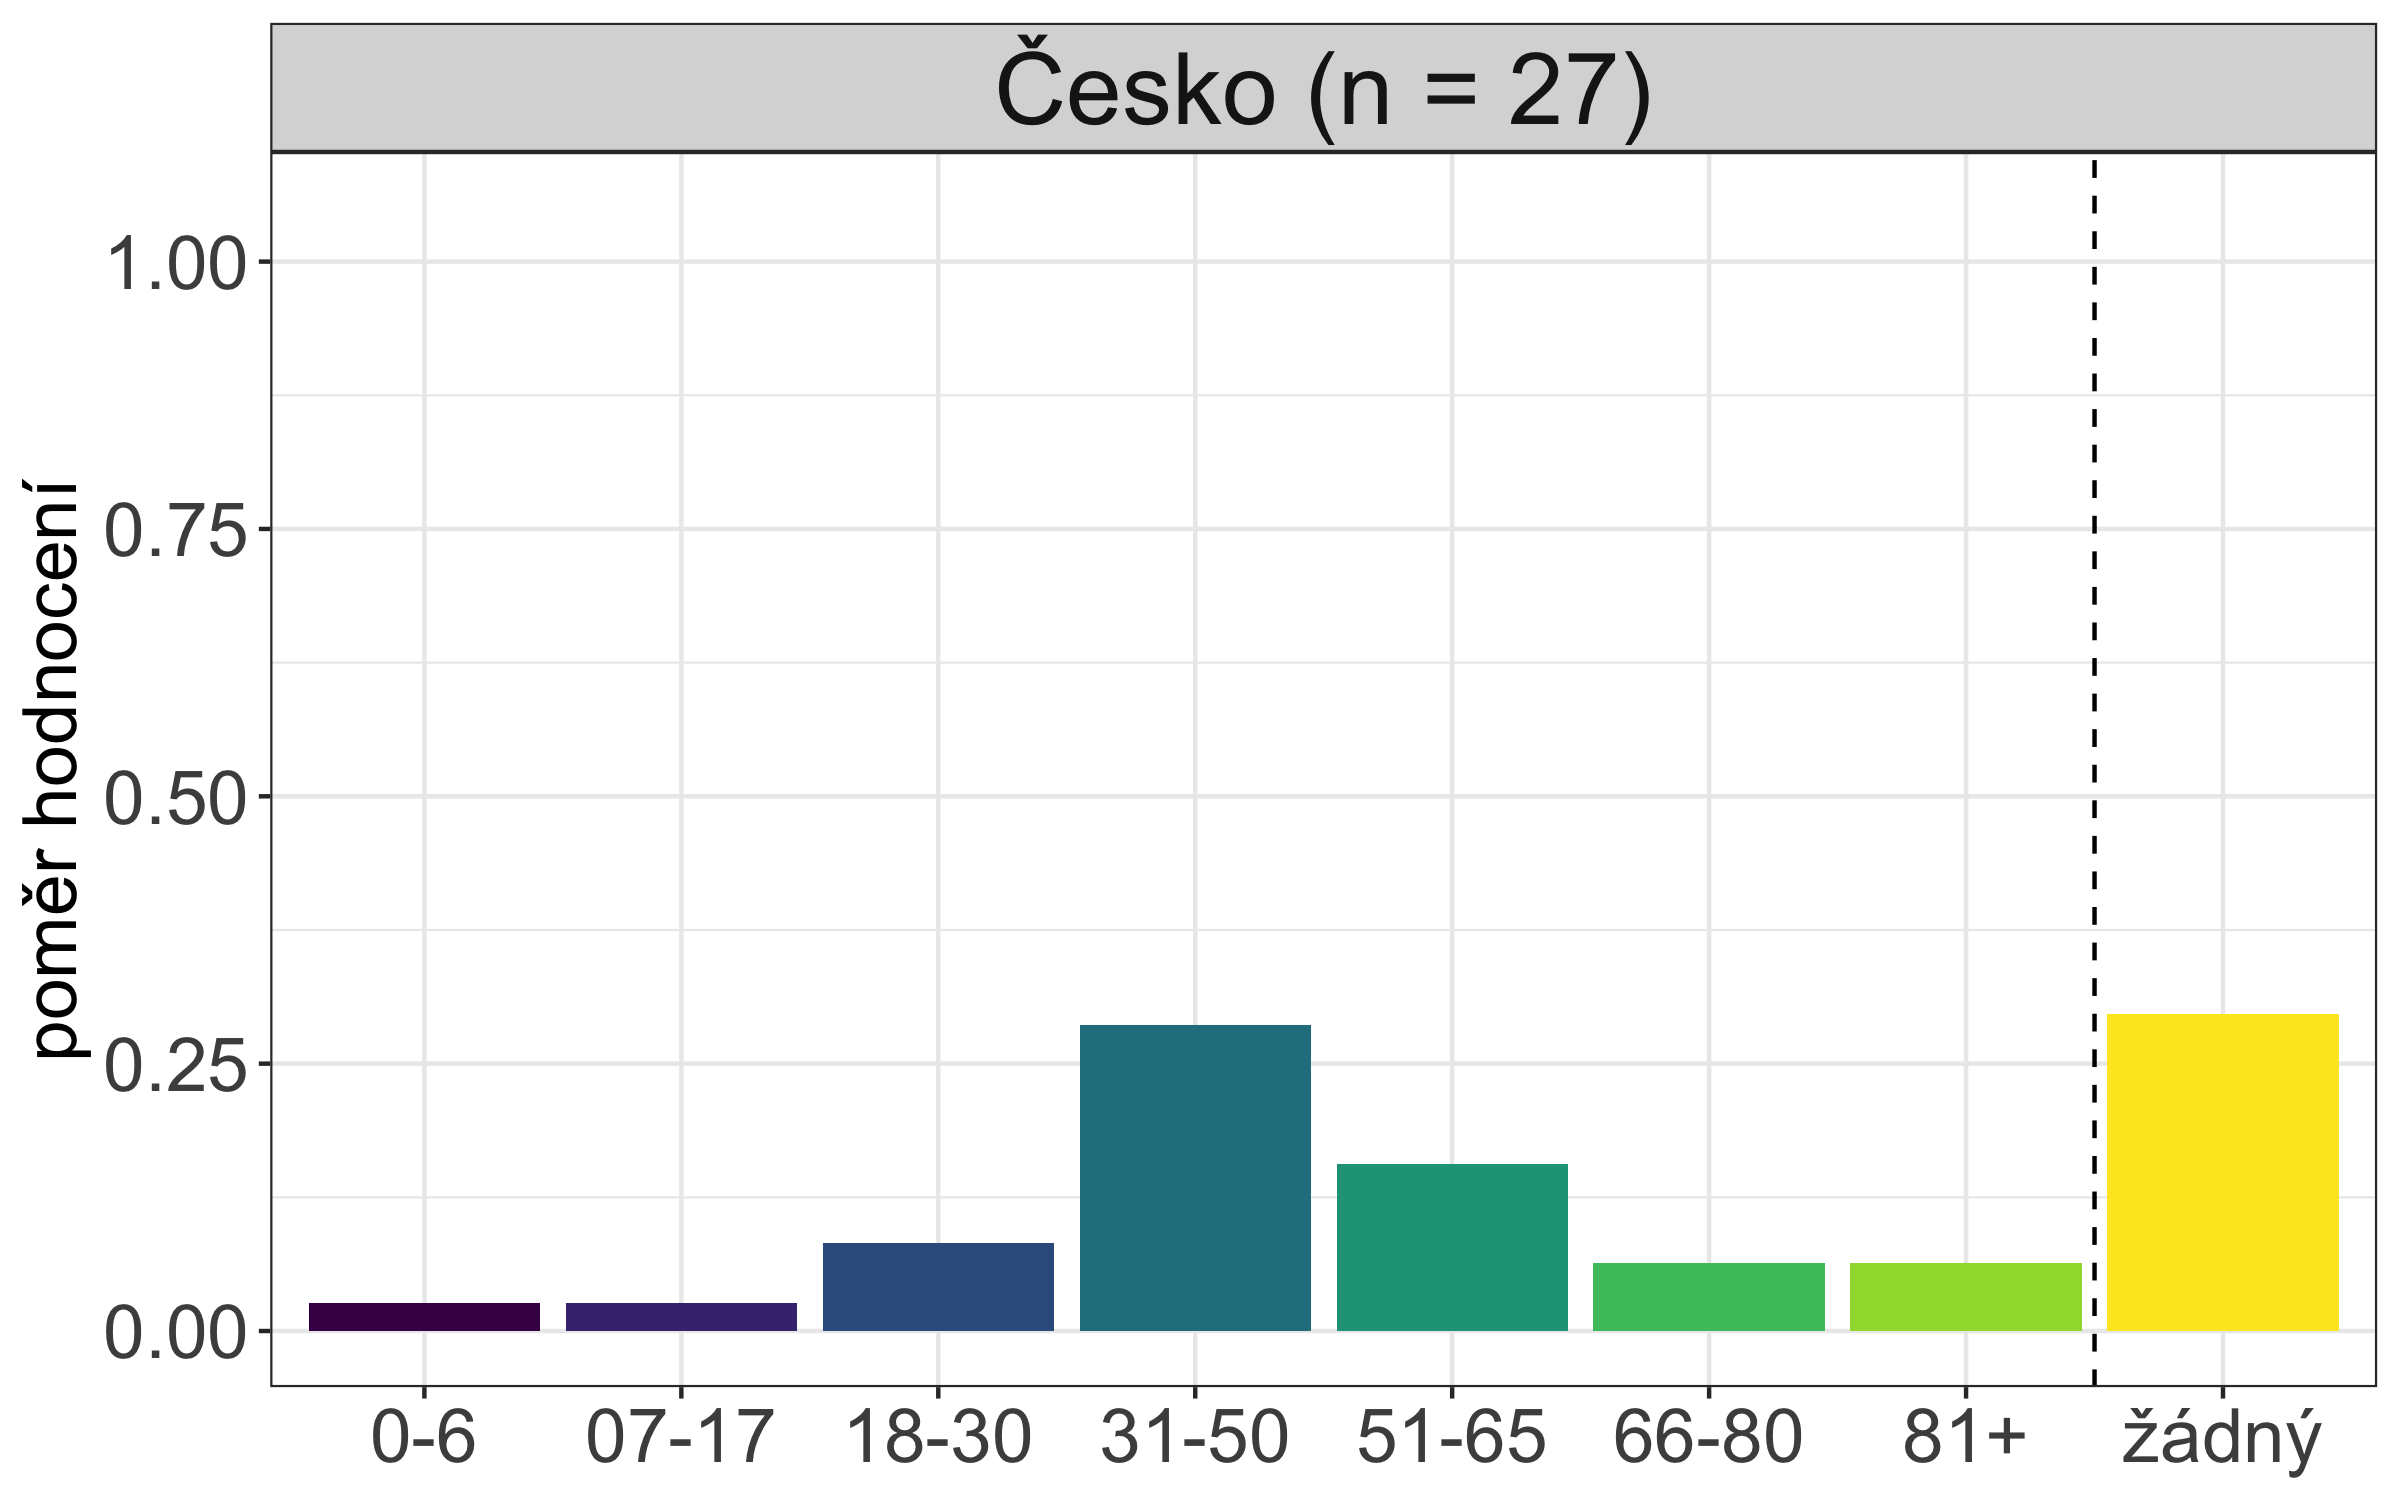 Česko (n = 27)
poměr hodnocení
1.00
0.75
0.50
0.25
0.00
0-6 07-17 18-30 31-50 51-65 66-80 81+ žádný